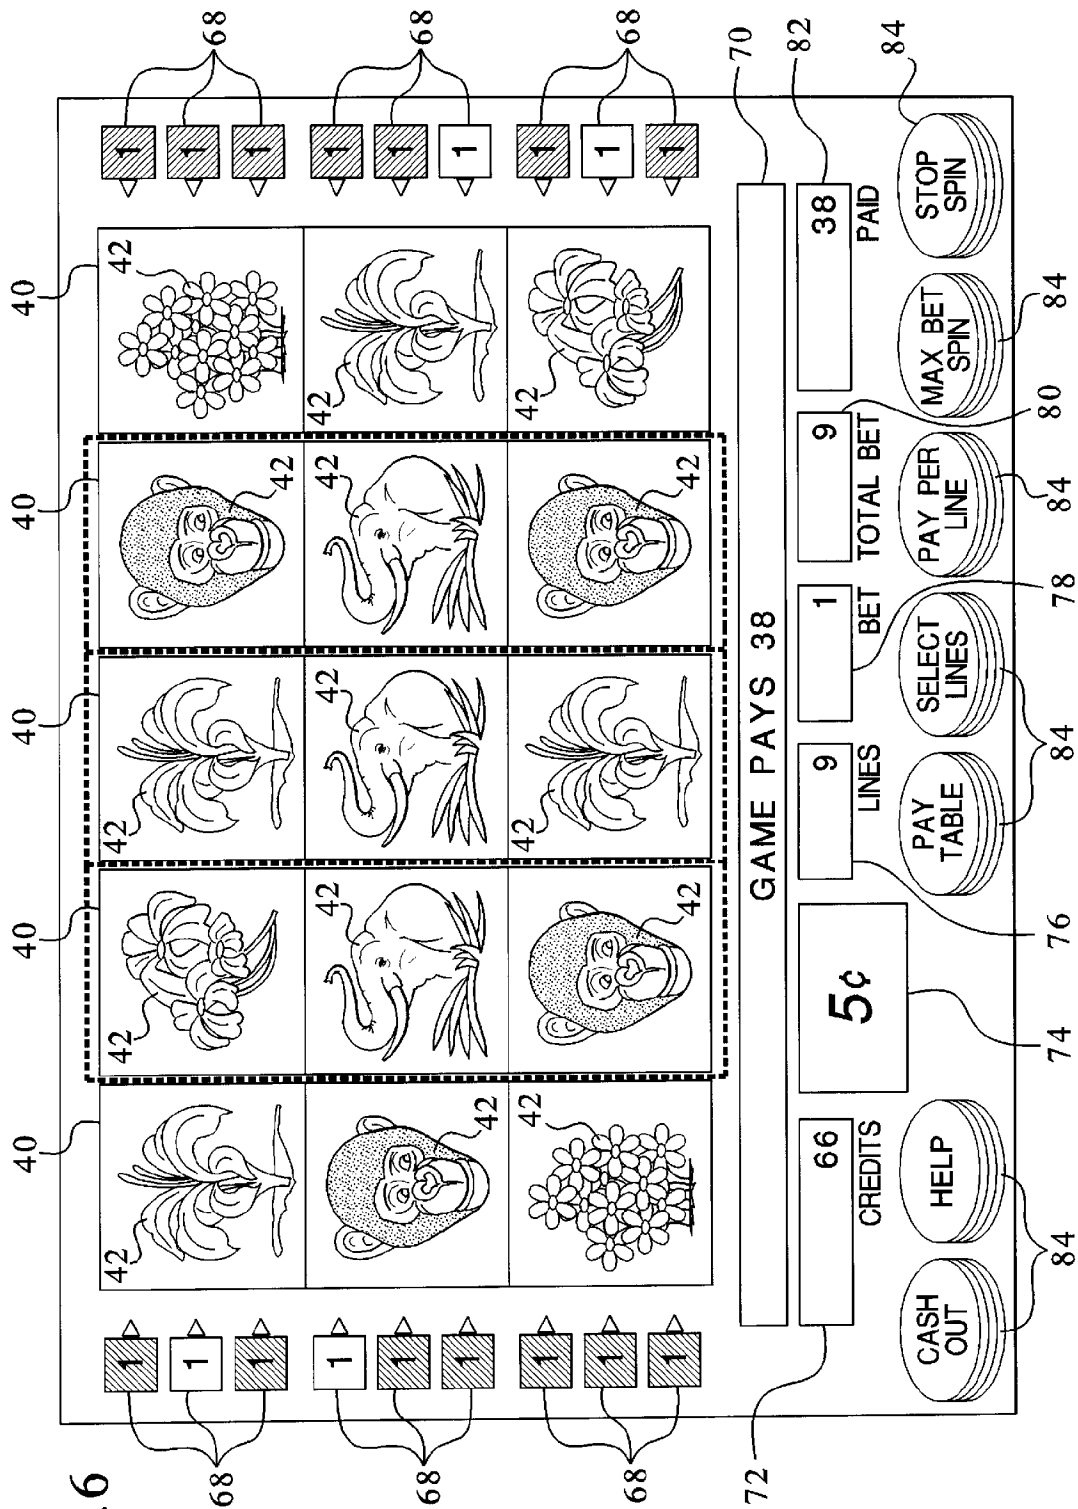 .6
40 40 40 40 40
1 42 42 42 42 42 1
68 1 1 68
1 1
1 42 42 42 42 42 1
68 1 1 68
1 1
1 42 42 42 42 42 1
68 1 1 68
1 1
GAME PAYS 38
70
66
5¢
9
1
9
38
82
CREDITS
LINES
BET
TOTAL BET
PAID
CASH
OUT
HELP
PAY
TABLE
SELECT
LINES
PAY PER
LINE
MAX BET
SPIN
STOP
SPIN
84
72 84 74 76 84 78 84 80 84